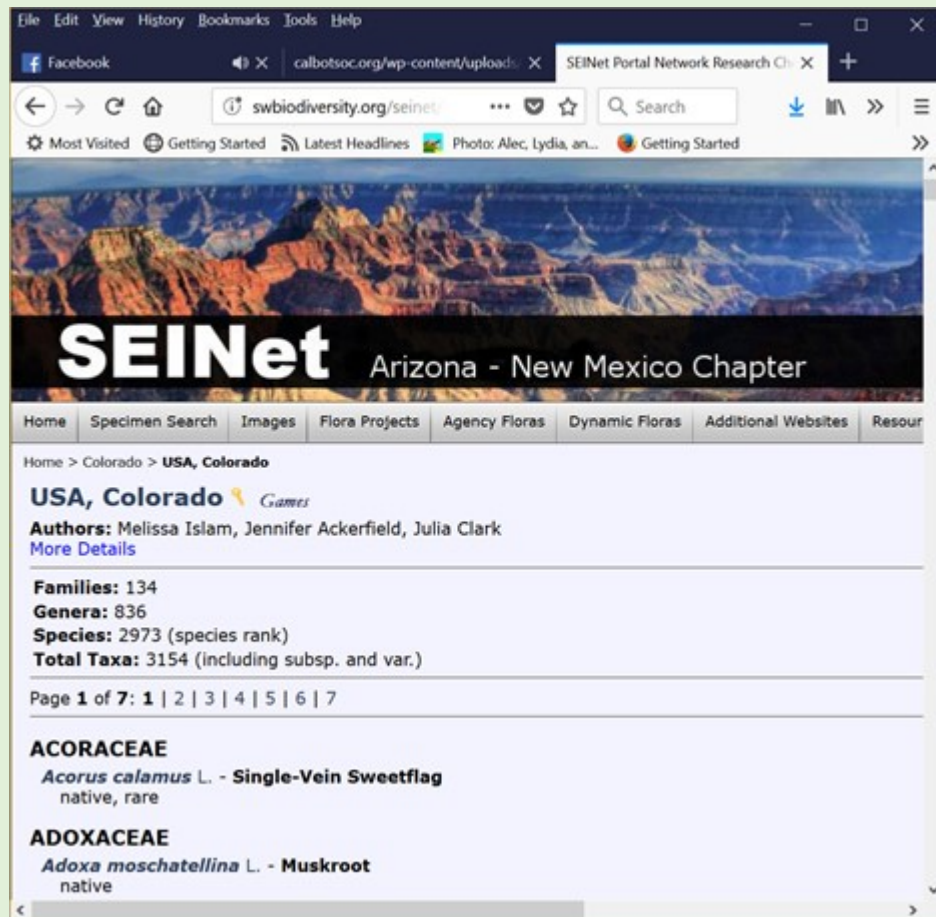 File Edit View History Bookmarks Tools Help
Facebook calbotsoc.org/wp-content/uploads SEINet Portal Network Research Ch
swbiodiversity.org/seinet/ Search
Most Visited Getting Started Latest Headlines Photo: Alec, Lydia, an... Getting Started
SEINet Arizona - New Mexico Chapter
Home Specimen Search Images Flora Projects Agency Floras Dynamic Floras Additional Websites Resour
Home > Colorado > USA, Colorado
USA, Colorado Games
Authors: Melissa Islam, Jennifer Ackerfield, Julia Clark
More Details
Families: 134
Genera: 836
Species: 2973 (species rank)
Total Taxa: 3154 (including subsp. and var.)
Page 1 of 7: 1 | 2 | 3 | 4 | 5 | 6 | 7
ACORACEAE
Acorus calamus L. - Single-Vein Sweetflag
native, rare
ADOXACEAE
Adoxa moschatellina L. - Muskroot
native